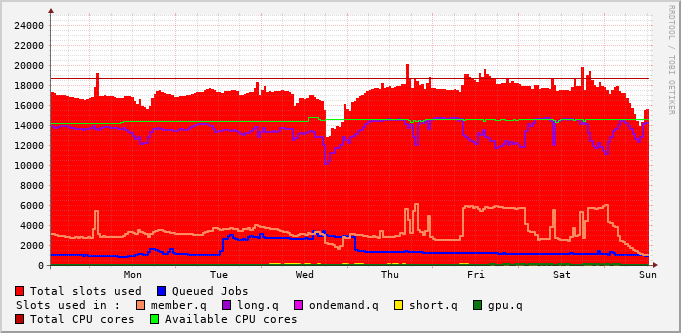 24000
22000
20000
18000
16000
14000
12000
10000
8000
6000
4000
2000
0
Mon Tue Wed Thu Fri Sat Sun
RRDTOOL / TOBI OETIKER
Total slots used Queued Jobs
Slots used in : member.q long.q ondemand.q short.q gpu.q
Total CPU cores Available CPU cores